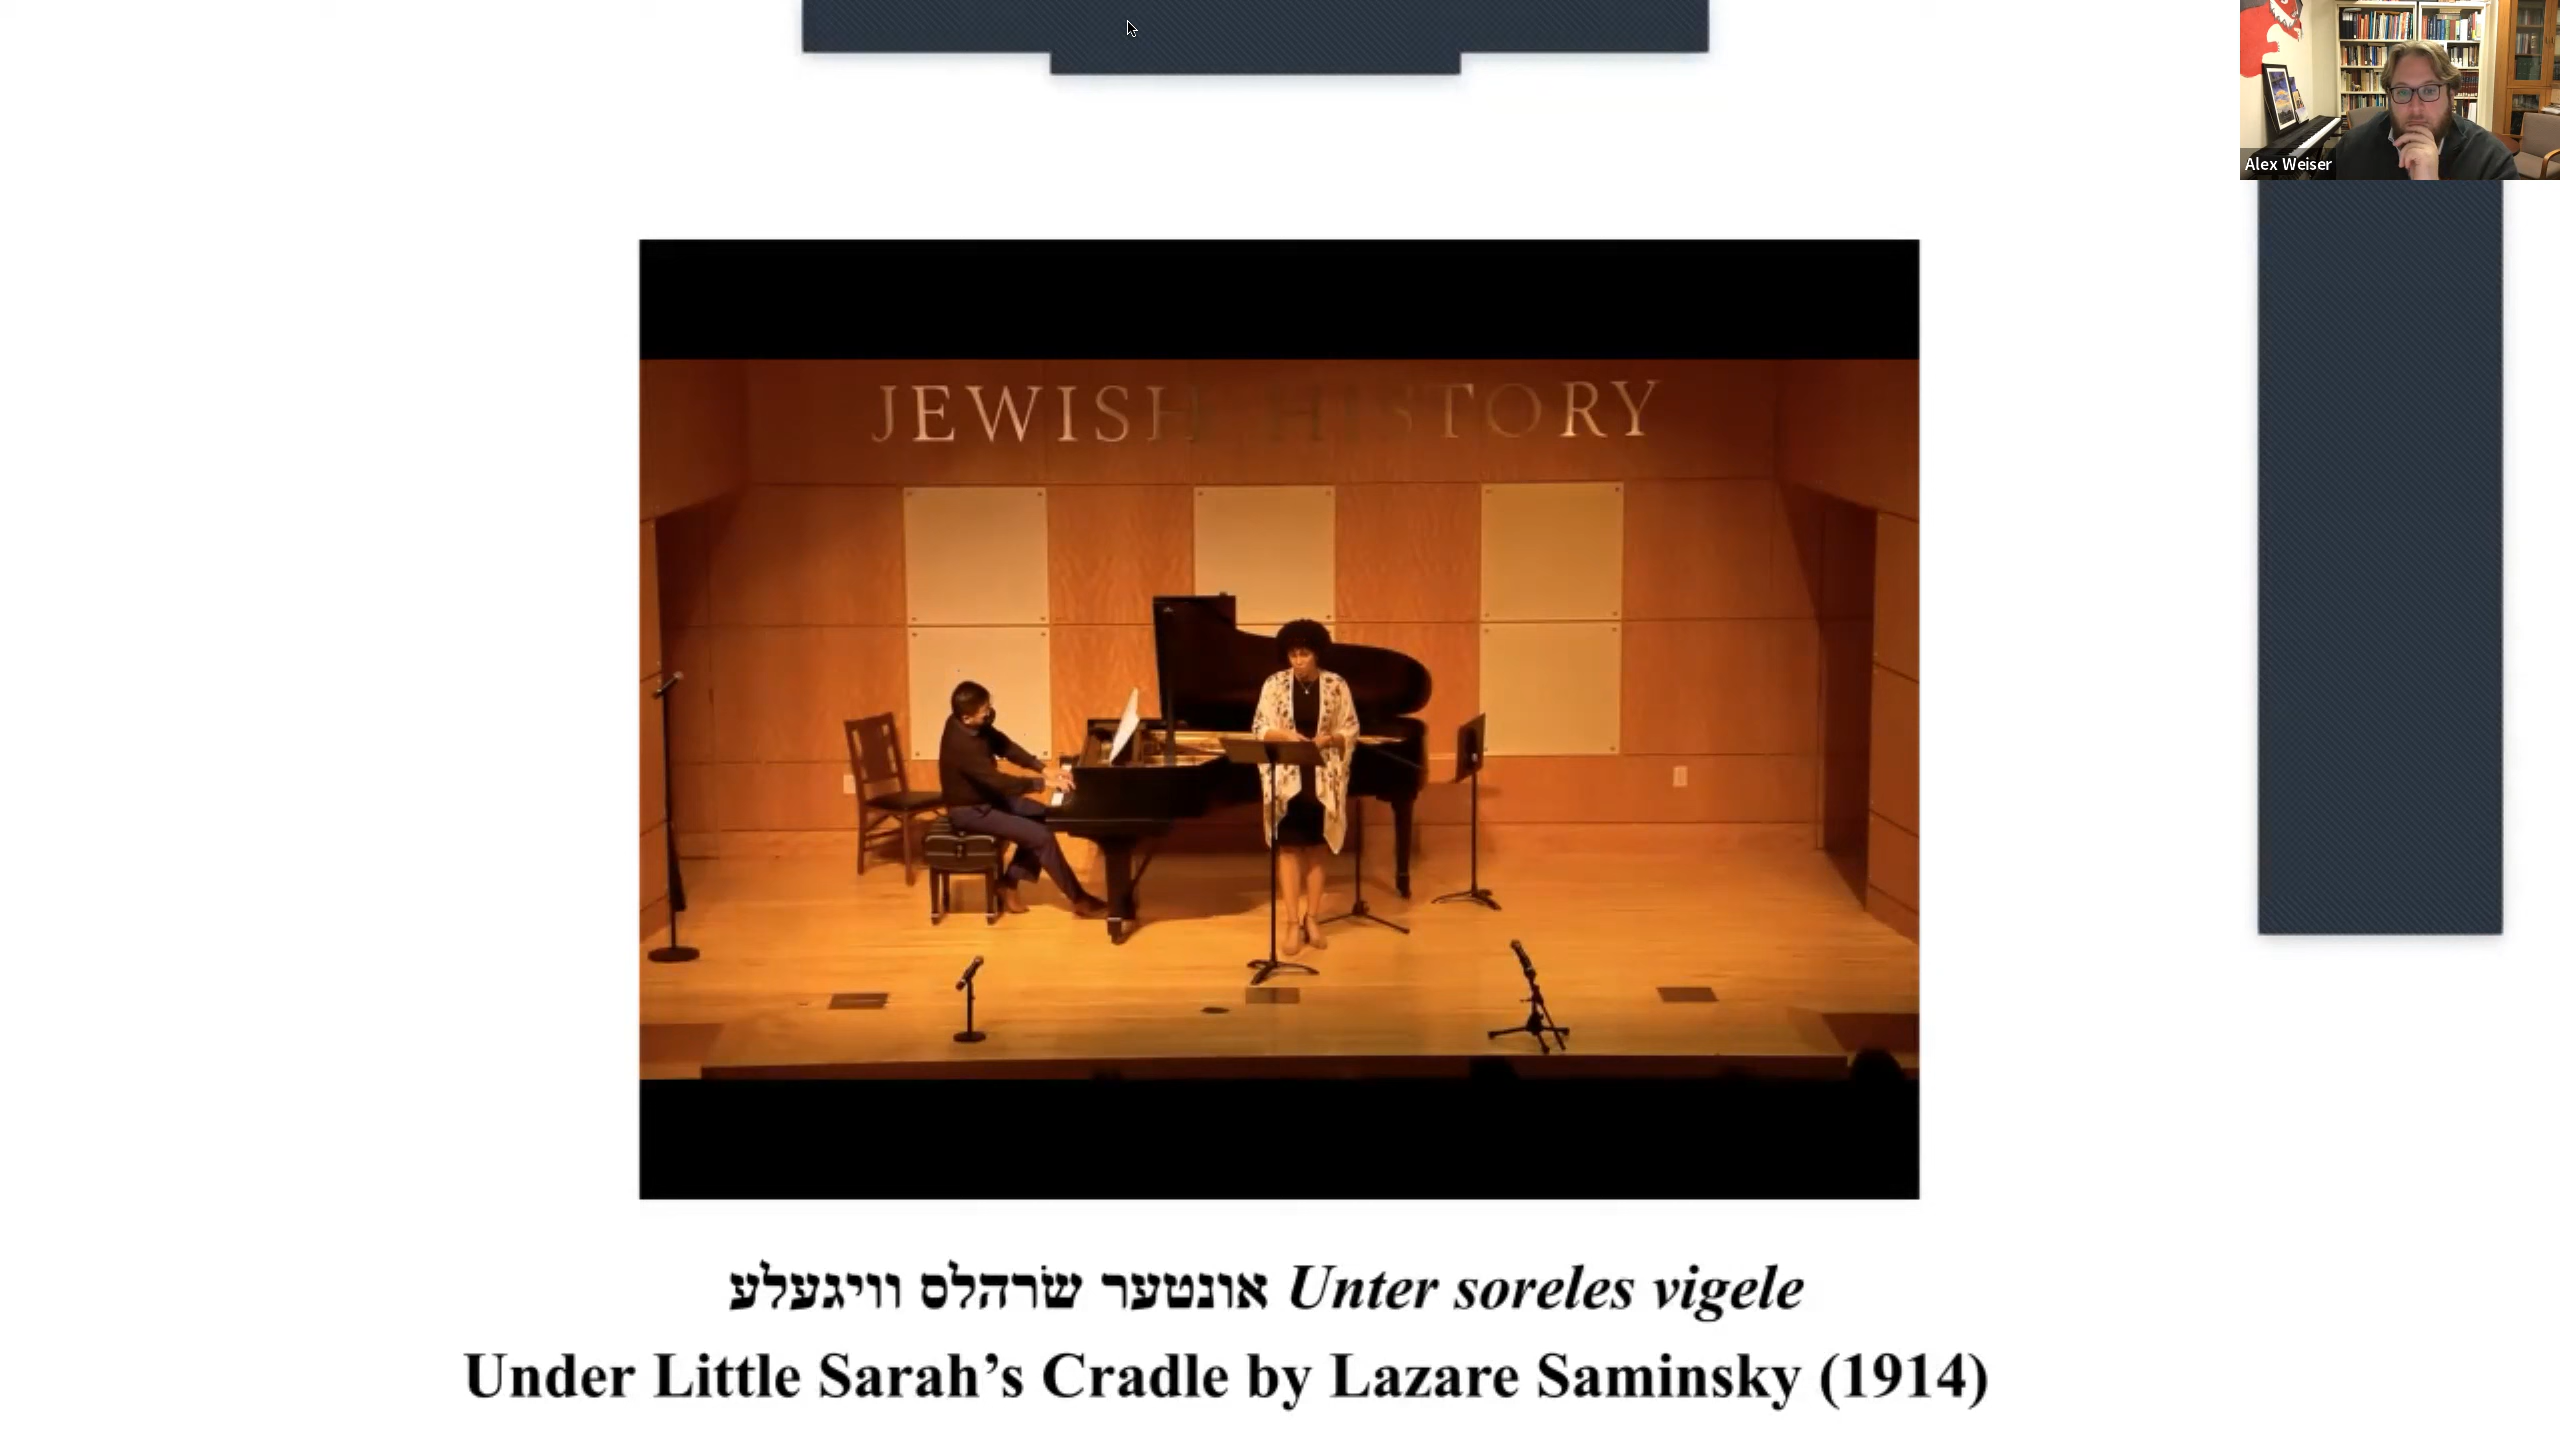 Alex Weiser
JEWISH HISTORY
אונטער שׂרהלס וויגעלע Unter soreles vigele
Under Little Sarah’s Cradle by Lazare Saminsky (1914)